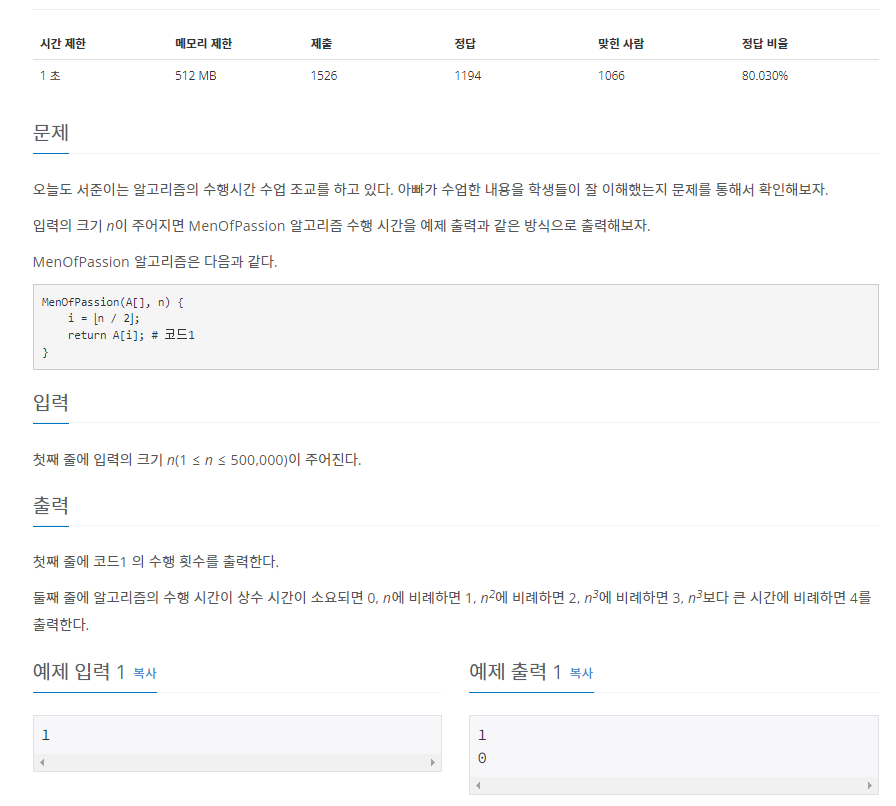 시간 제한 메모리 제한 제출 정답 맞힌 사람 정답 비율
1 초 512 MB 1526 1194 1066 80.030%
문제
오늘도 서준이는 알고리즘의 수행시간 수업 조교를 하고 있다. 아빠가 수업한 내용을 학생들이 잘 이해했는지 문제를 통해서 확인해보자.
입력의 크기 n이 주어지면 MenOfPassion 알고리즘 수행 시간을 예제 출력과 같은 방식으로 출력해보자.
MenOfPassion 알고리즘은 다음과 같다.
MenOfPassion(A[], n) {
    i = ⌊n / 2⌋;
    return A[i]; # 코드1
}
입력
첫째 줄에 입력의 크기 n(1 ≤ n ≤ 500,000)이 주어진다.
출력
첫째 줄에 코드1 의 수행 횟수를 출력한다.
둘째 줄에 알고리즘의 수행 시간이 상수 시간이 소요되면 0, n에 비례하면 1, n²에 비례하면 2, n³에 비례하면 3, n³보다 큰 시간에 비례하면 4를
출력한다.
예제 입력 1 복사
1
예제 출력 1 복사
1
0